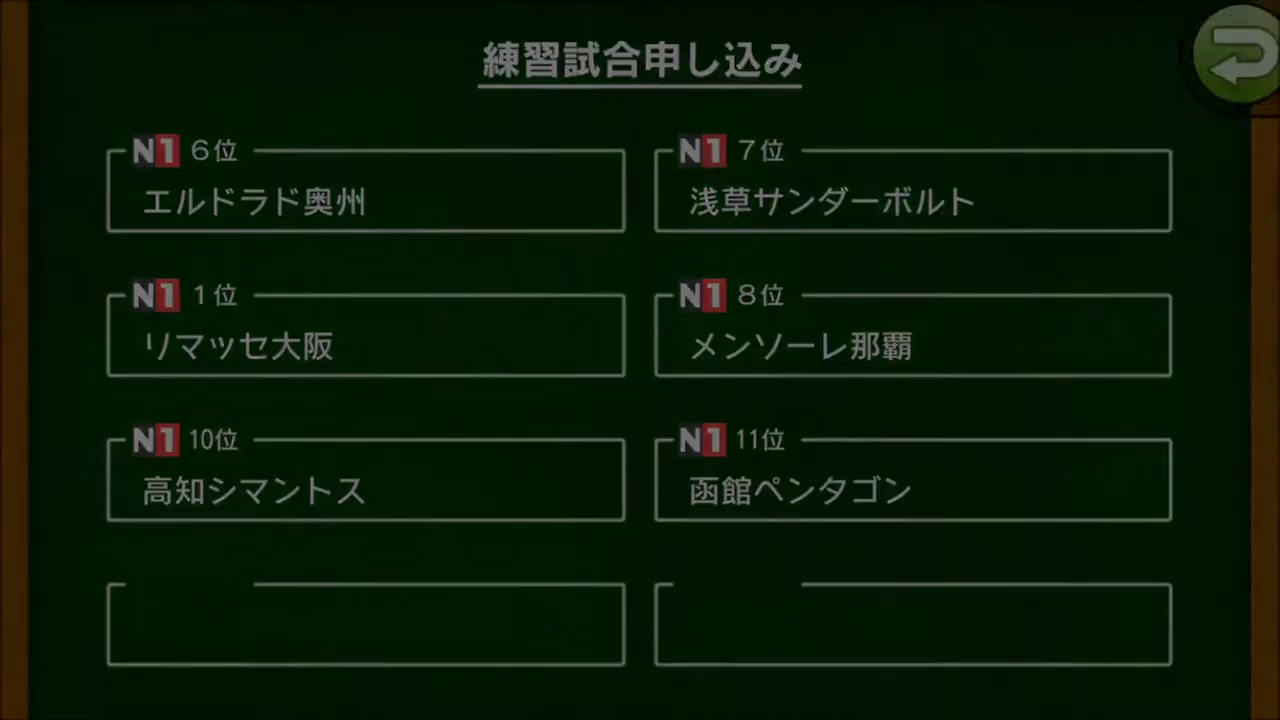 練習試合申し込み
N1 6位
エルドラド奥州
N1 7位
浅草サンダーボルト
N1 1位
リマッセ大阪
N1 8位
メンソーレ那覇
N1 10位
高知シマントス
N1 11位
函館ペンタゴン